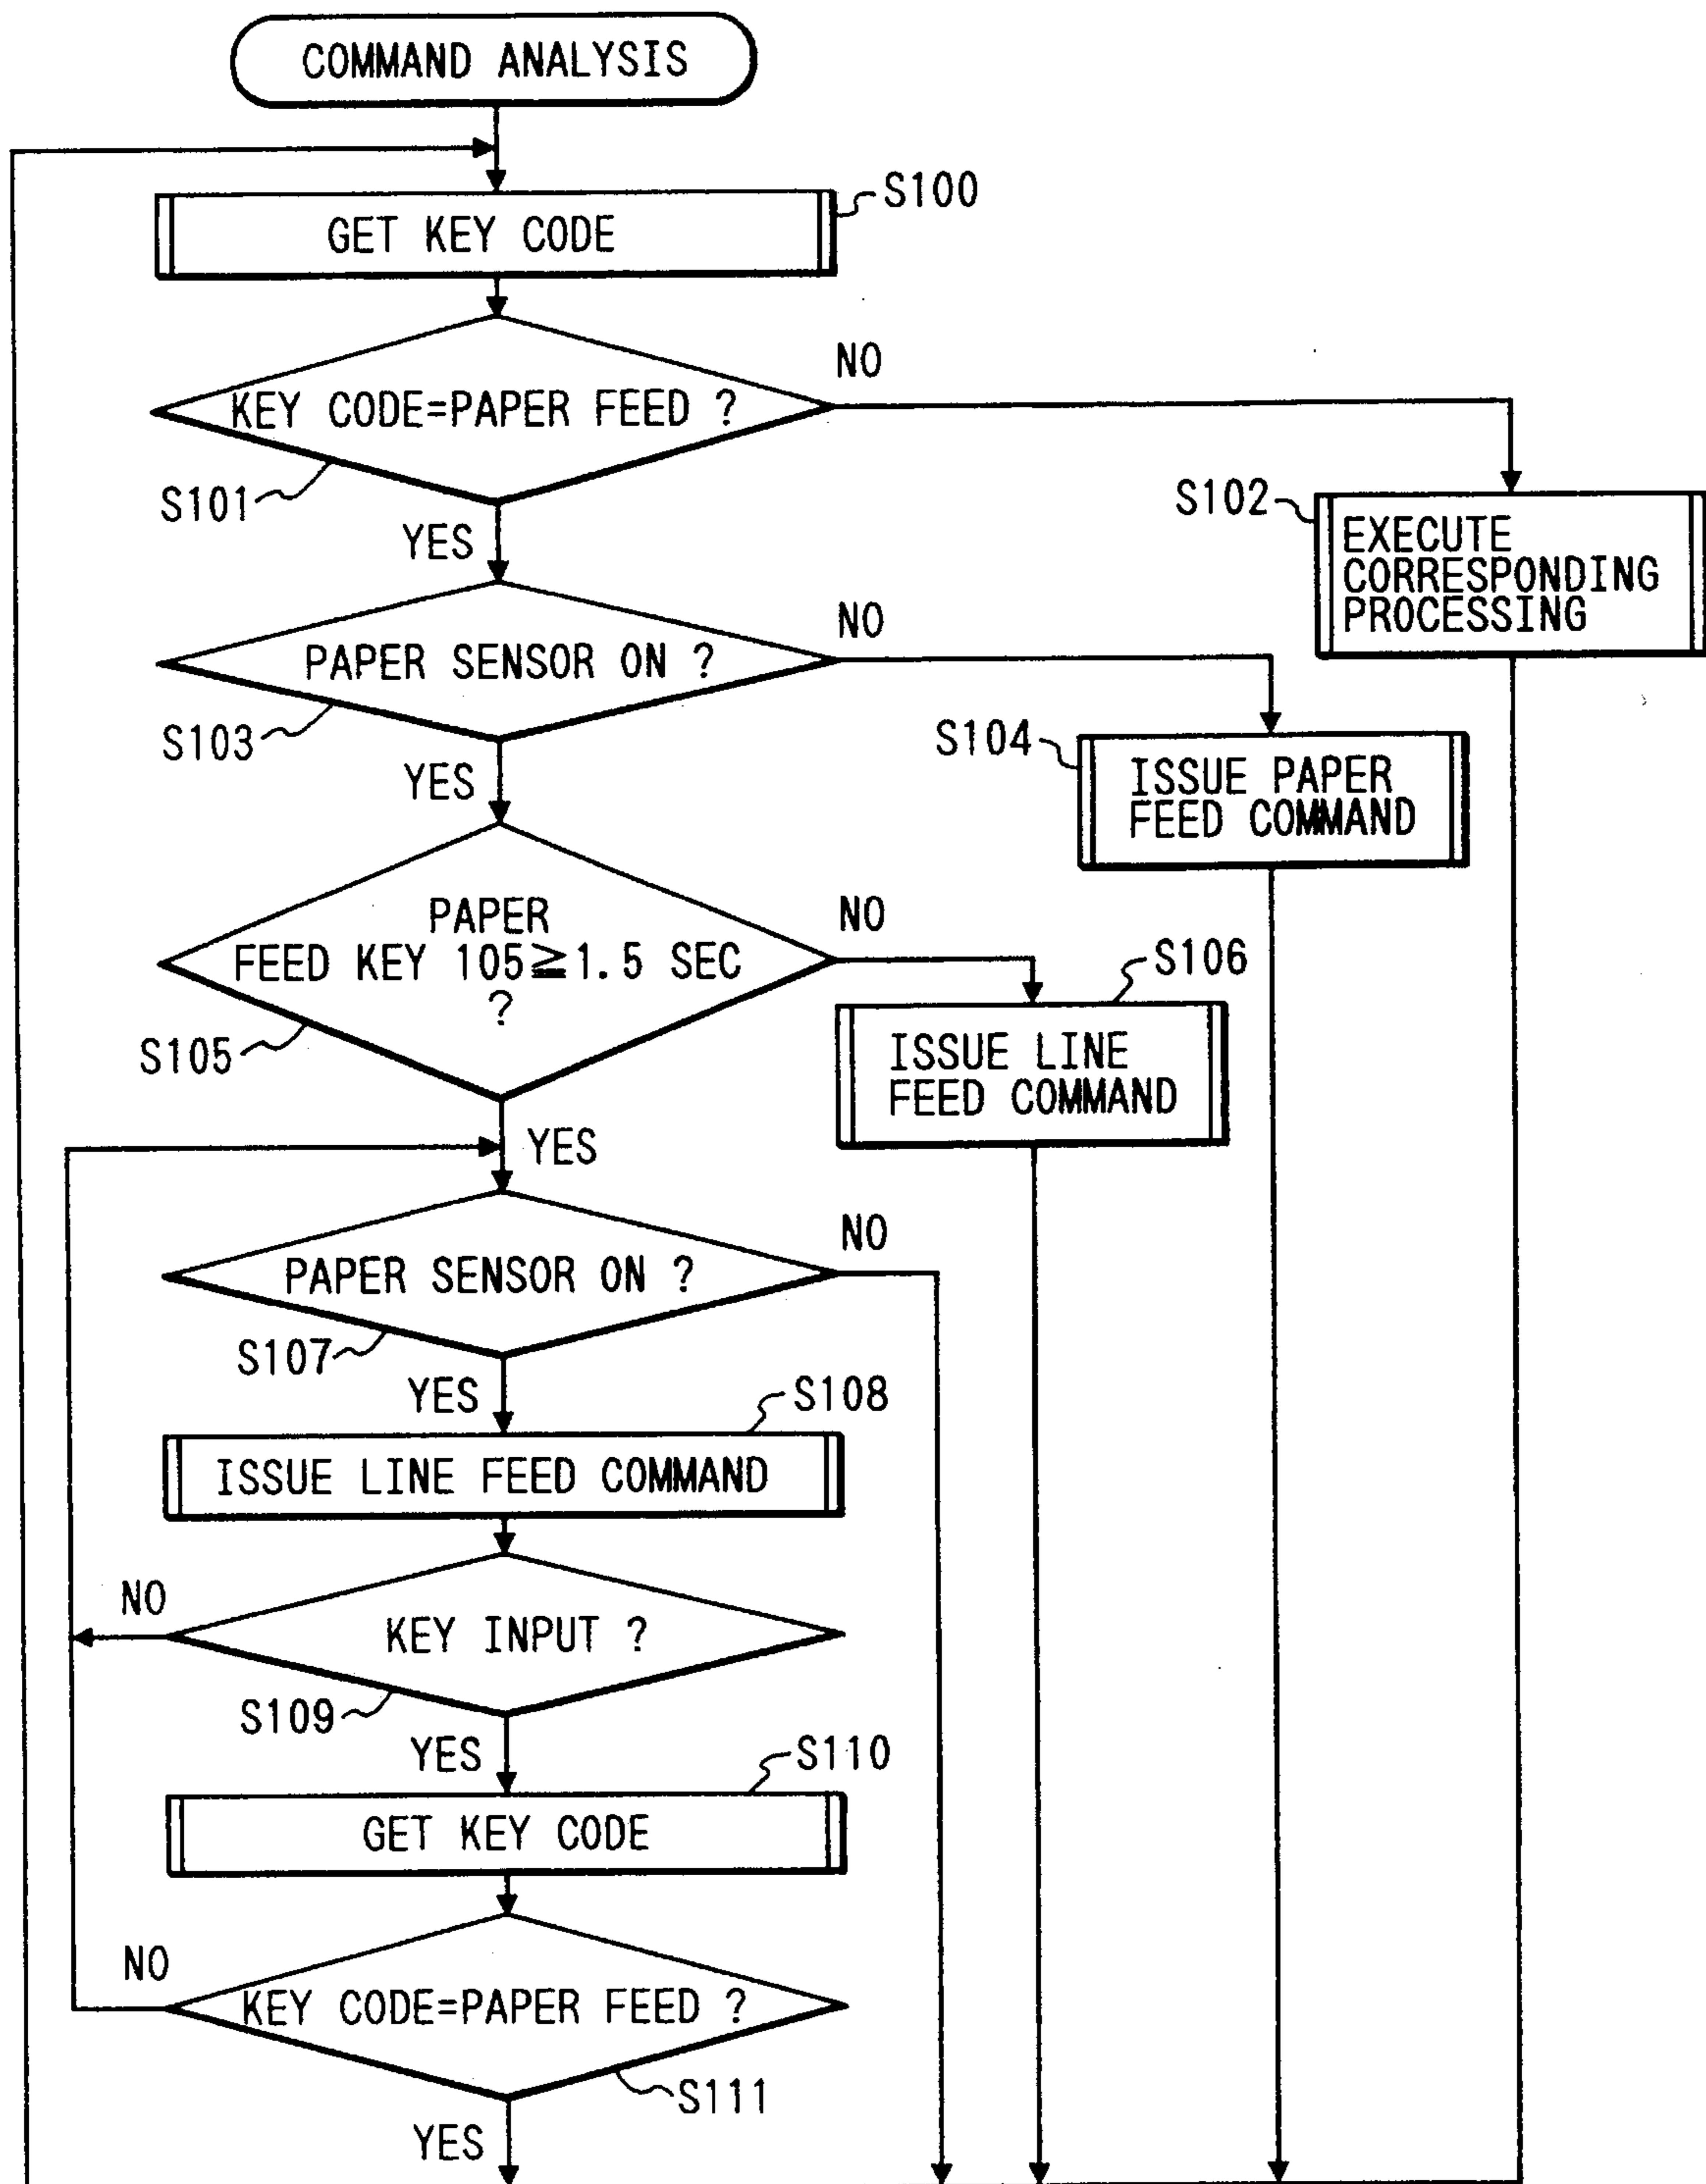 COMMAND ANALYSIS
S100
GET KEY CODE
NO
KEY CODE=PAPER FEED ?
S101
YES
S102
EXECUTE
CORRESPONDING
PROCESSING
NO
PAPER SENSOR ON ?
S103
YES
S104
ISSUE PAPER
FEED COMMAND
PAPER
FEED KEY 105≧1.5 SEC
?
NO
S105
S106
ISSUE LINE
FEED COMMAND
YES
NO
PAPER SENSOR ON ?
S107
YES
S108
ISSUE LINE FEED COMMAND
NO
KEY INPUT ?
S109
YES
S110
GET KEY CODE
NO
KEY CODE=PAPER FEED ?
S111
YES